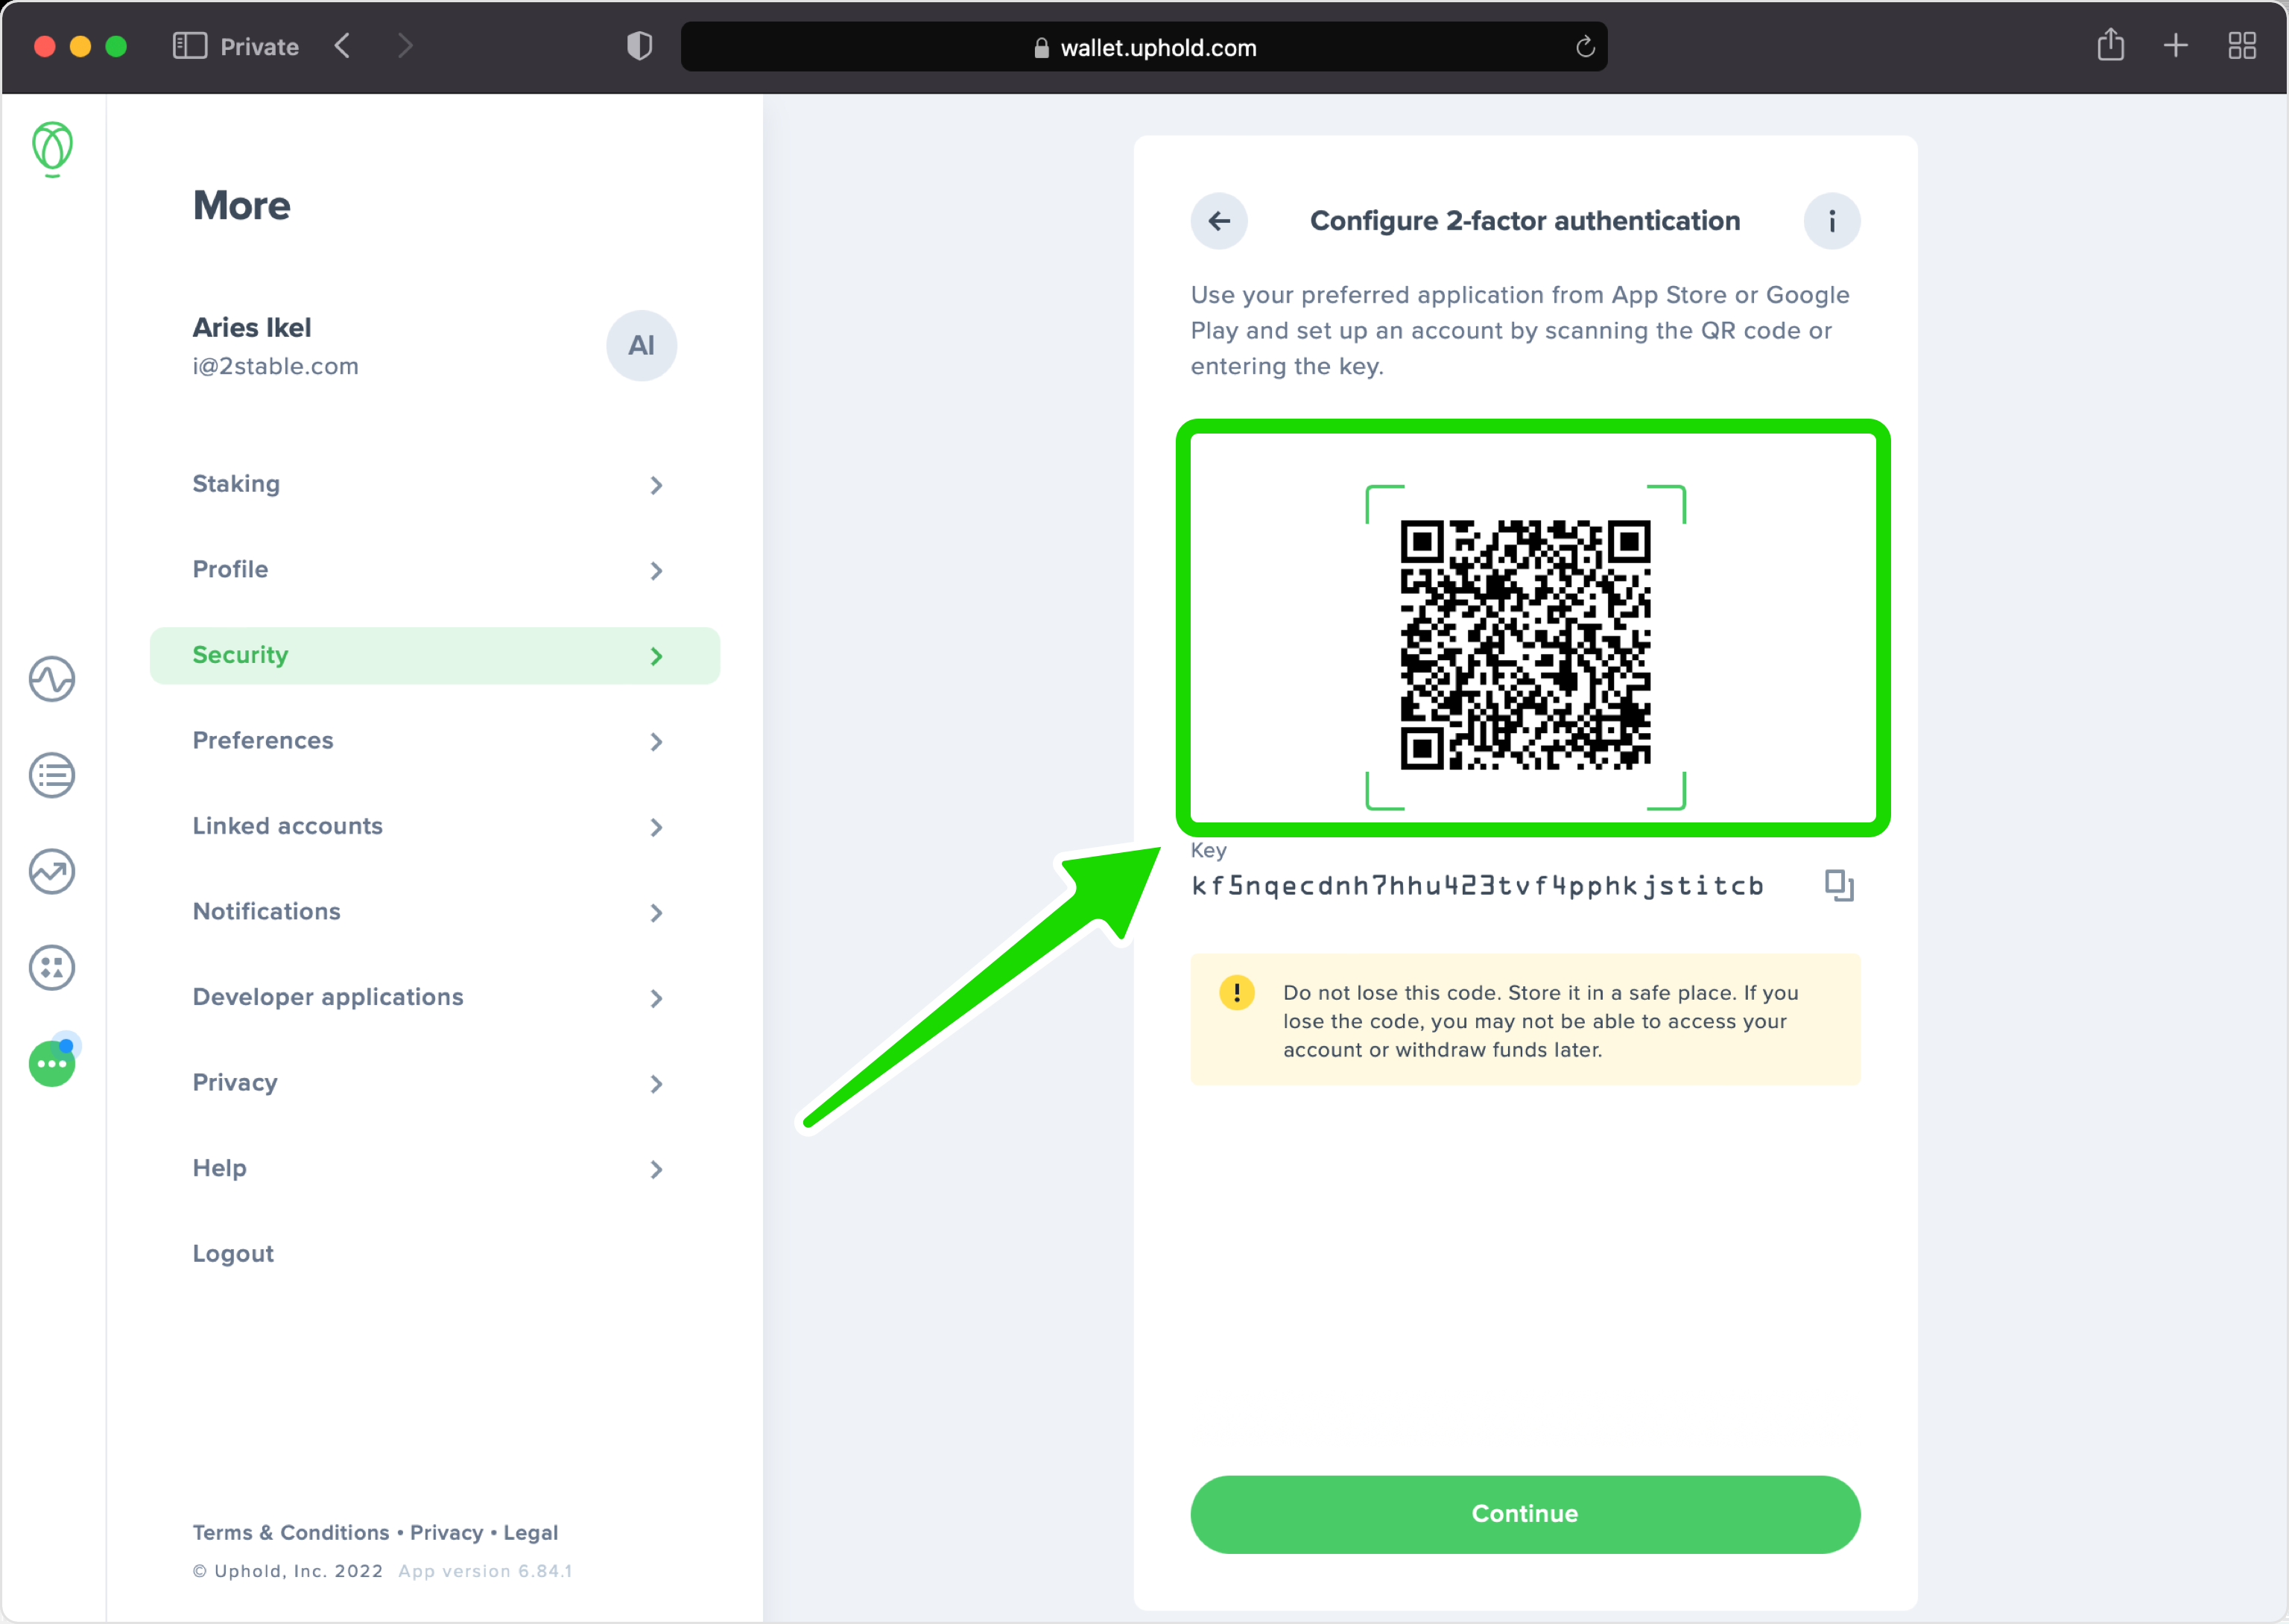 Private
wallet.uphold.com
More
Aries Ikel
i@2stable.com
AI
Staking
Profile
Security
Preferences
Linked accounts
Notifications
Developer applications
Privacy
Help
Logout
Terms & Conditions • Privacy • Legal
© Uphold, Inc. 2022 App version 6.84.1
Configure 2-factor authentication
Use your preferred application from App Store or Google
Play and set up an account by scanning the QR code or
entering the key.
Key
kf5nqecdnh7hhu423tvf4pphkjstitcb
Do not lose this code. Store it in a safe place. If you
lose the code, you may not be able to access your
account or withdraw funds later.
Continue